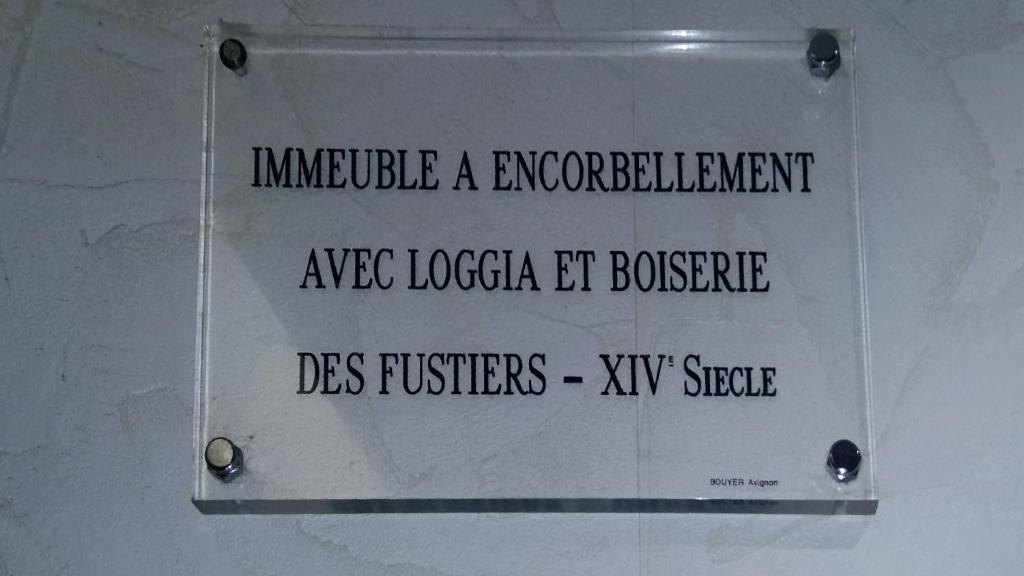 IMMEUBLE A ENCORBELLEMENT
AVEC LOGGIA ET BOISERIE
DES FUSTIERS – XIVE SIECLE
BOUYER Avignon